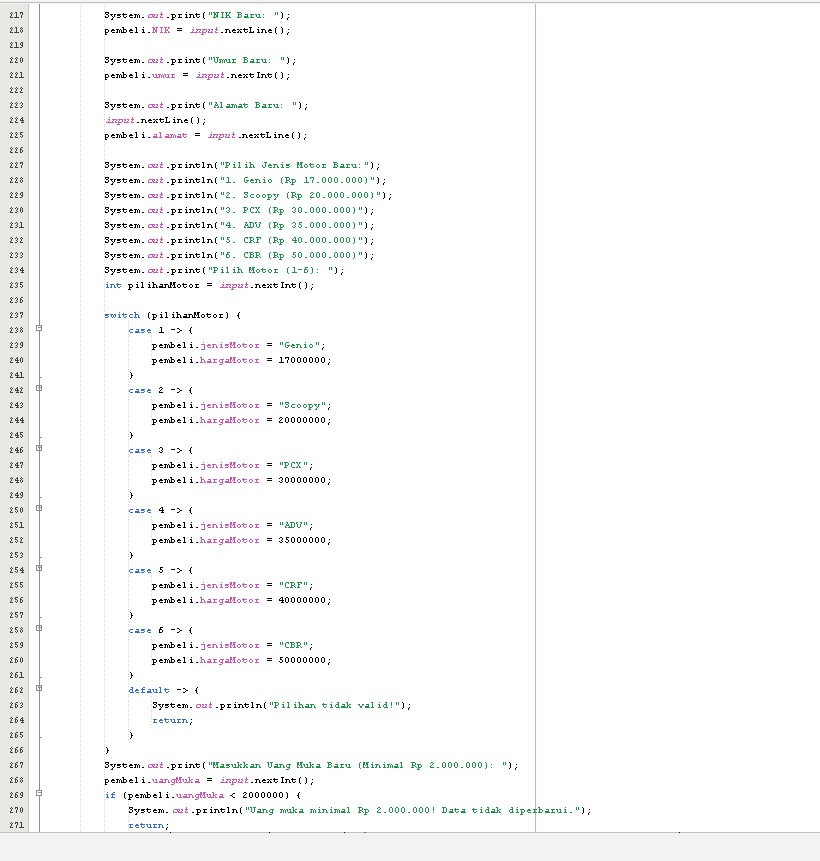 217 System.out.print("NIK Baru: ");
218 pembeli.NIK = input.nextLine();
219
220 System.out.print("Umur Baru: ");
221 pembeli.umur = input.nextInt();
222
223 System.out.print("Alamat Baru: ");
224 input.nextLine();
225 pembeli.alamat = input.nextLine();
226
227 System.out.println("Pilih Jenis Motor Baru:");
228 System.out.println("1. Genio (Rp 17.000.000)");
229 System.out.println("2. Scoopy (Rp 20.000.000)");
230 System.out.println("3. PCX (Rp 30.000.000)");
231 System.out.println("4. ADV (Rp 35.000.000)");
232 System.out.println("5. CRF (Rp 40.000.000)");
233 System.out.println("6. CBR (Rp 50.000.000)");
234 System.out.print("Pilih Motor (1-6): ");
235 int pilihanMotor = input.nextInt();
236
237 switch (pilihanMotor) {
238 case 1 -> {
239 pembeli.jenisMotor = "Genio";
240 pembeli.hargaMotor = 17000000;
241 }
242 case 2 -> {
243 pembeli.jenisMotor = "Scoopy";
244 pembeli.hargaMotor = 20000000;
245 }
246 case 3 -> {
247 pembeli.jenisMotor = "PCX";
248 pembeli.hargaMotor = 30000000;
249 }
250 case 4 -> {
251 pembeli.jenisMotor = "ADV";
252 pembeli.hargaMotor = 35000000;
253 }
254 case 5 -> {
255 pembeli.jenisMotor = "CRF";
256 pembeli.hargaMotor = 40000000;
257 }
258 case 6 -> {
259 pembeli.jenisMotor = "CBR";
260 pembeli.hargaMotor = 50000000;
261 }
262 default -> {
263 System.out.println("Pilihan tidak valid!");
264 return;
265 }
266 }
267 System.out.print("Masukkan Uang Muka Baru (Minimal Rp 2.000.000): ");
268 pembeli.uangMuka = input.nextInt();
269 if (pembeli.uangMuka < 2000000) {
270 System.out.println("Uang muka minimal Rp 2.000.000! Data tidak diperbarui.");
271 return;